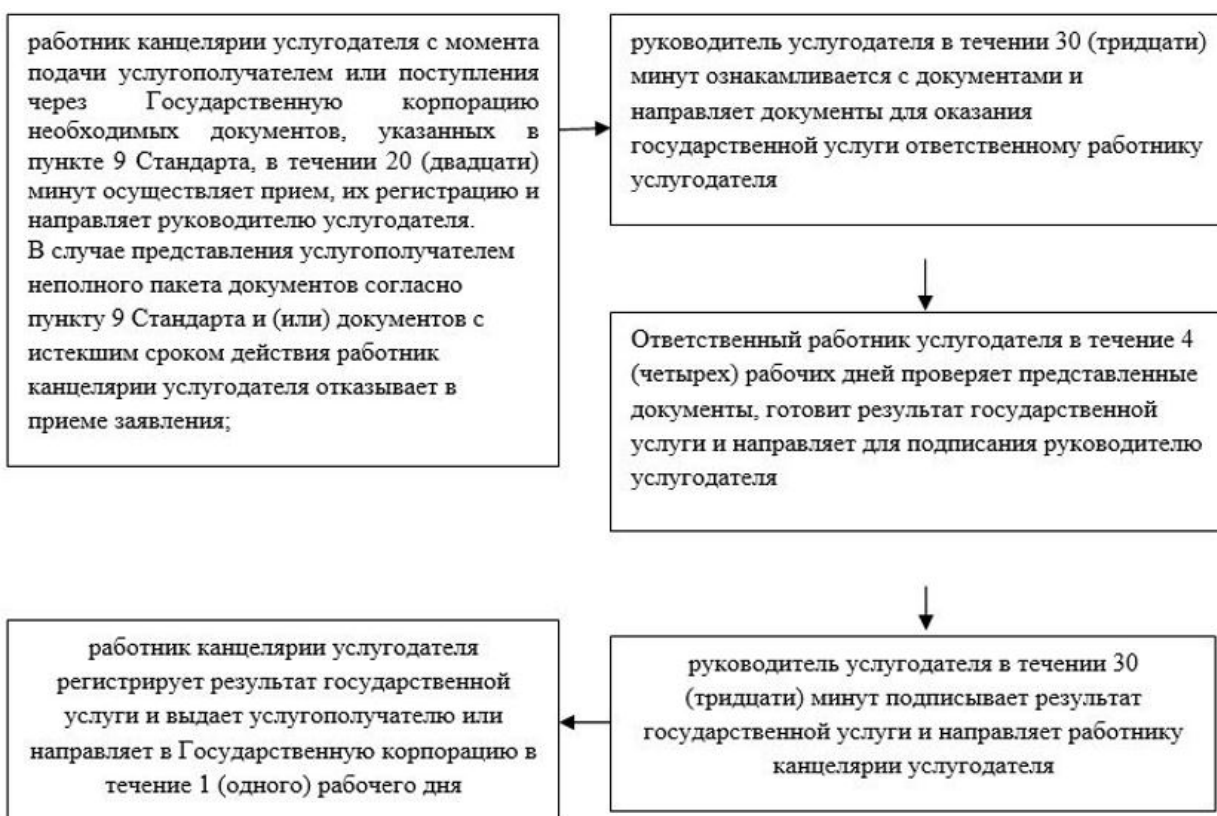 работник канцелярии услугодателя с момента
подачи услугополучателем или поступления
через Государственную корпорацию
необходимых документов, указанных в
пункте 9 Стандарта, в течении 20 (двадцати)
минут осуществляет прием, их регистрацию и
направляет руководителю услугодателя.
В случае представления услугополучателем
неполного пакета документов согласно
пункту 9 Стандарта и (или) документов с
истекшим сроком действия работник
канцелярии услугодателя отказывает в
приеме заявления;
руководитель услугодателя в течении 30 (тридцати)
минут ознакамливается с документами и
направляет документы для оказания
государственной услуги ответственному работнику
услугодателя
Ответственный работник услугодателя в течение 4
(четырех) рабочих дней проверяет представленные
документы, готовит результат государственной
услуги и направляет для подписания руководителю
услугодателя
руководитель услугодателя в течении 30
(тридцати) минут подписывает результат
государственной услуги и направляет работнику
канцелярии услугодателя
работник канцелярии услугодателя
регистрирует результат государственной
услуги и выдает услугополучателю или
направляет в Государственную корпорацию в
течение 1 (одного) рабочего дня